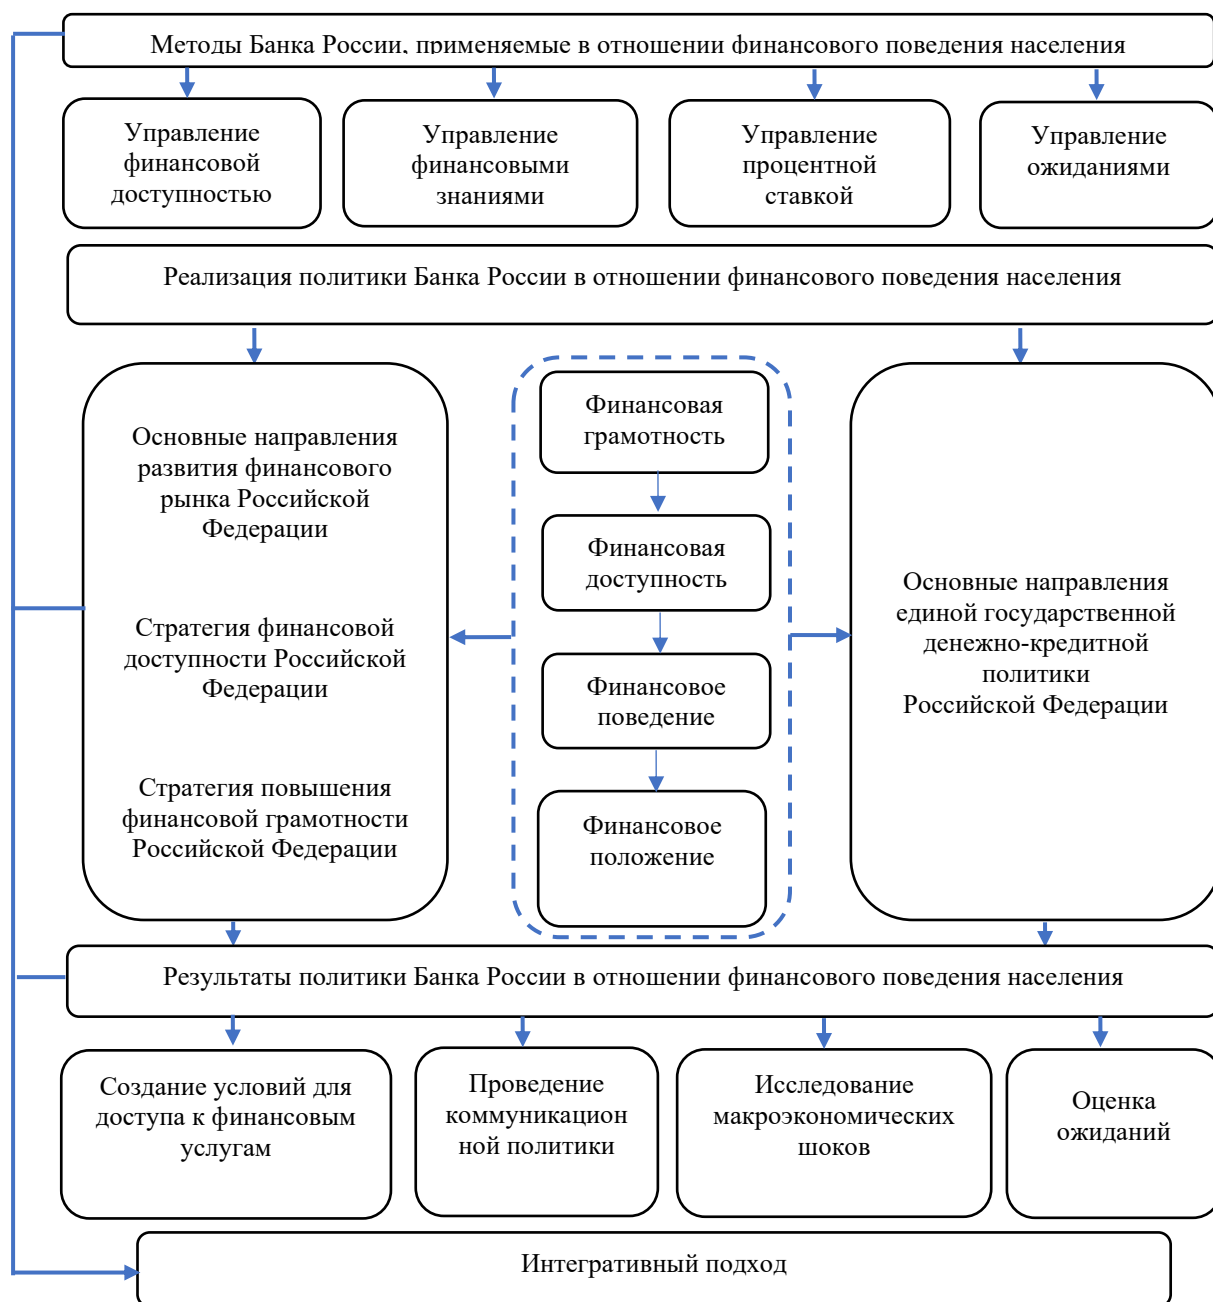 Методы Банка России, применяемые в отношении финансового поведения населения
Управление
финансовой
доступностью
Управление
финансовыми
знаниями
Управление
процентной
ставкой
Управление
ожиданиями
Реализация политики Банка России в отношении финансового поведения населения
Основные направления
развития финансового
рынка Российской
Федерации
Стратегия финансовой
доступности Российской
Федерации
Стратегия повышения
финансовой грамотности
Российской Федерации
Финансовая
грамотность
Финансовая
доступность
Финансовое
поведение
Финансовое
положение
Основные направления
единой государственной
денежно-кредитной
политики
Российской Федерации
Результаты политики Банка России в отношении финансового поведения населения
Создание условий для
доступа к финансовым
услугам
Проведение
коммуникацион
ной политики
Исследование
макроэкономических
шоков
Оценка
ожиданий
Интегративный подход